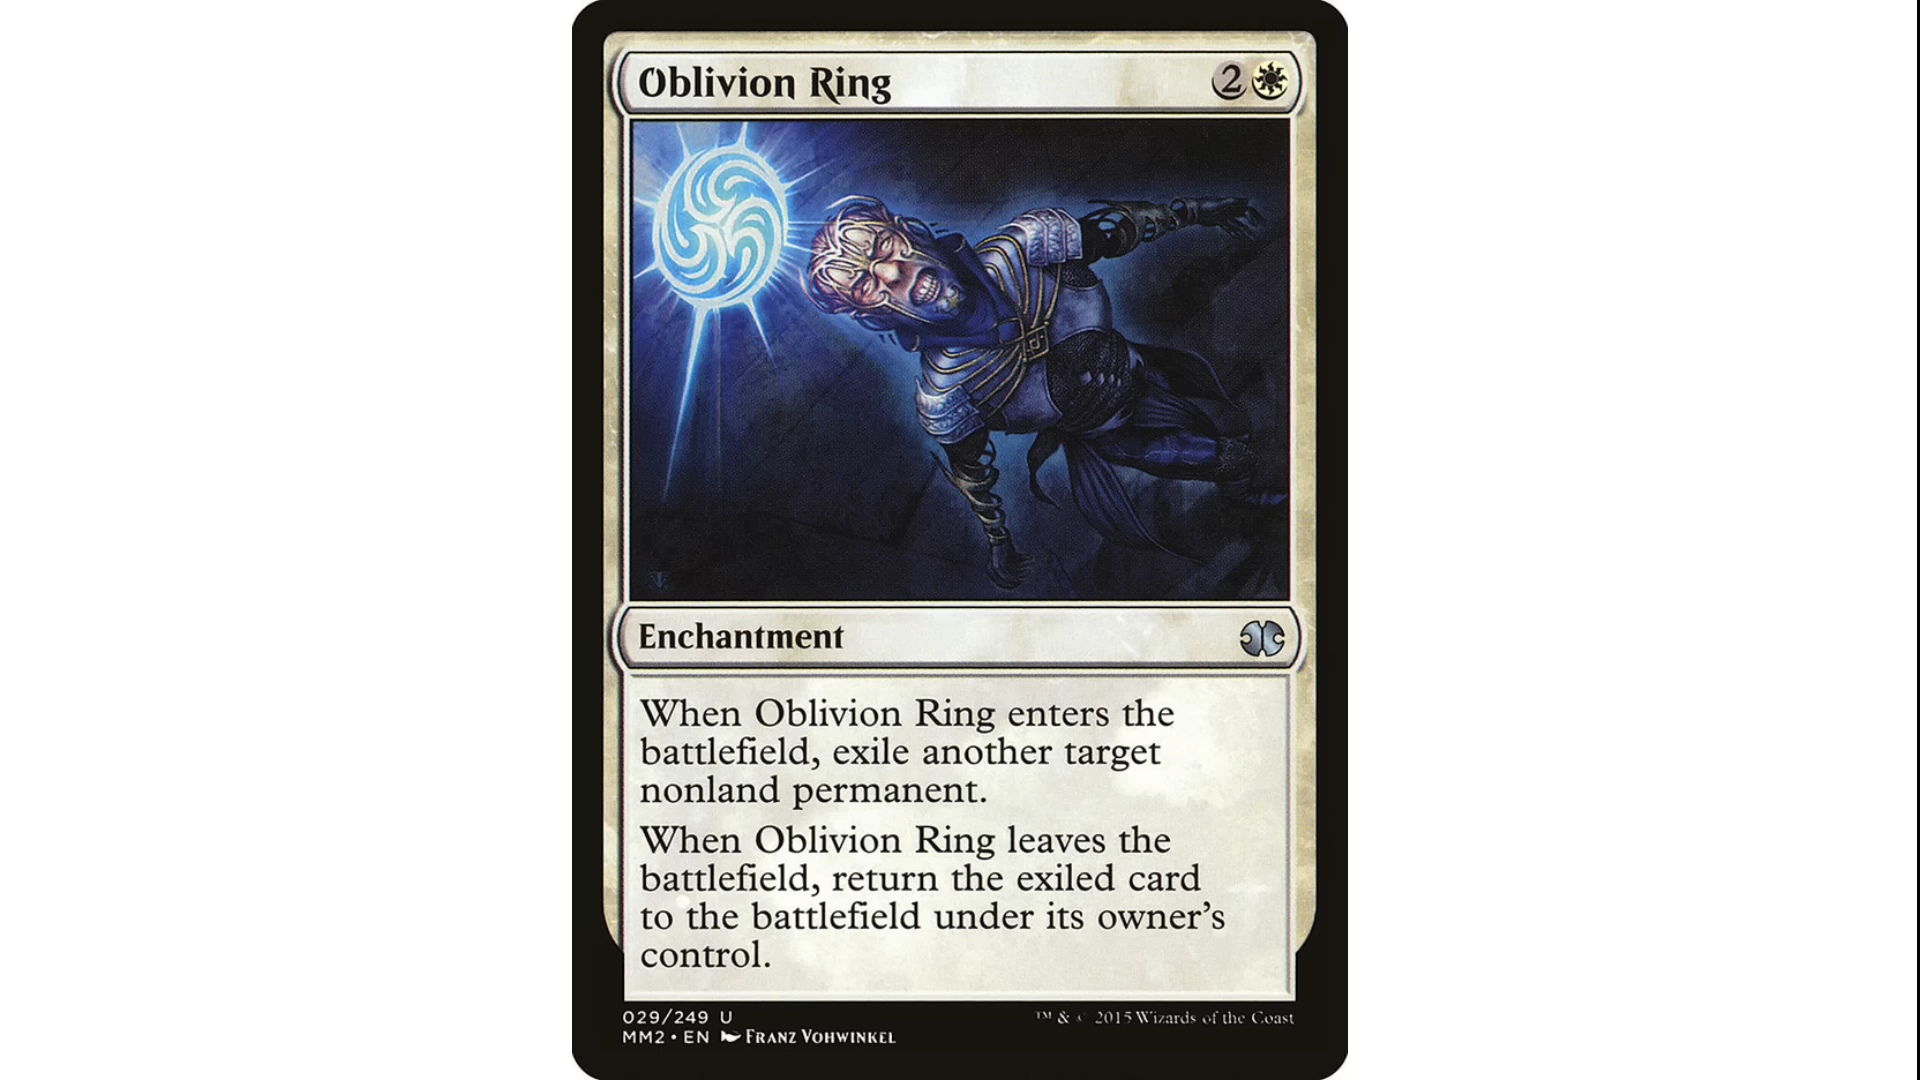 Oblivion Ring
2
Enchantment
When Oblivion Ring enters the
battlefield, exile another target
nonland permanent.
When Oblivion Ring leaves the
battlefield, return the exiled card
to the battlefield under its owner's
control.
029/249 U
™ & © 2015 Wizards of the Coast
MM2 • EN Franz Vohwinkel